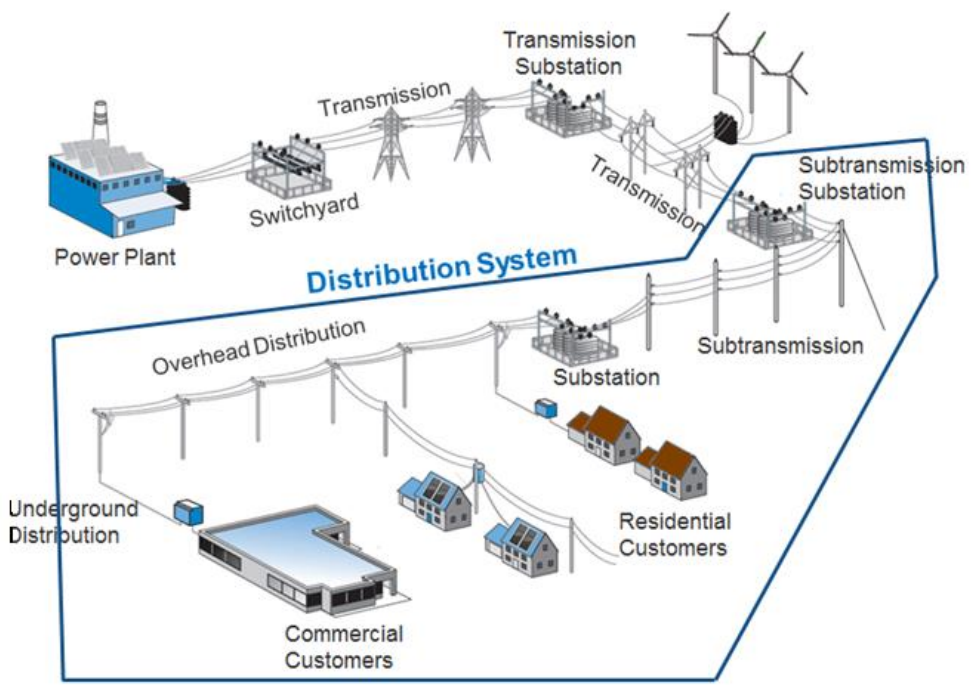 Transmission
Substation
Transmission
Switchyard
Power Plant
Transmission
Subtransmission
Substation
Distribution System
Overhead Distribution
Subtransmission
Substation
Underground
Distribution
Residential
Customers
Commercial
Customers